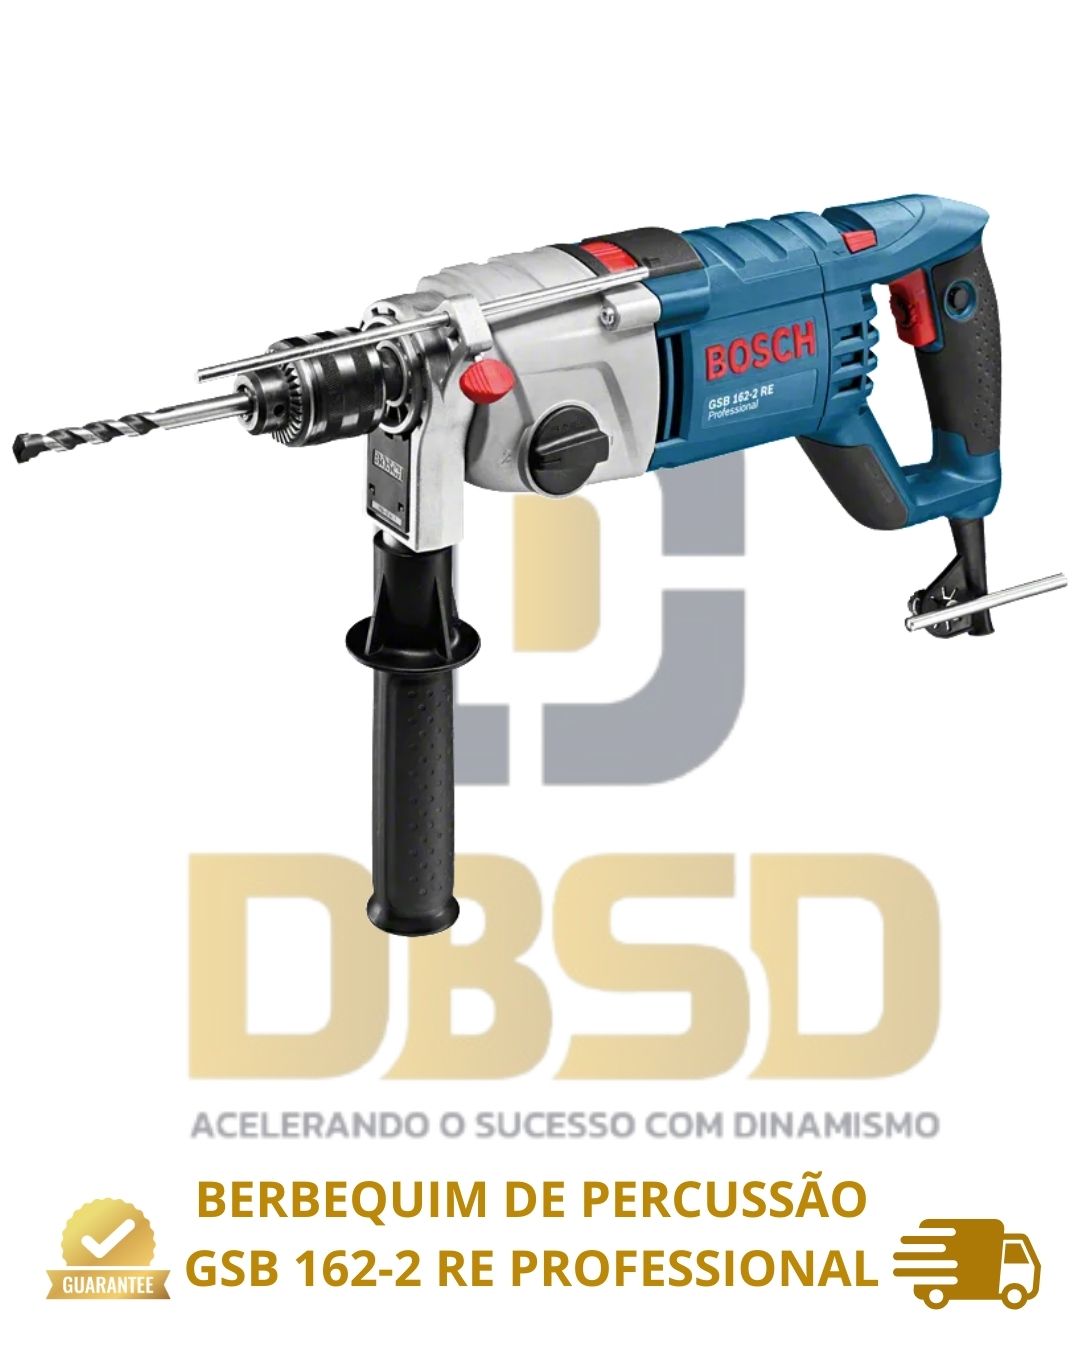 BOSCH
GSB 162-2 RE
Professional
BOSCH
DBSD
ACELERANDO O SUCESSO COM DINAMISMO
BERBEQUIM DE PERCUSSÃO
GSB 162-2 RE PROFESSIONAL
GUARANTEE